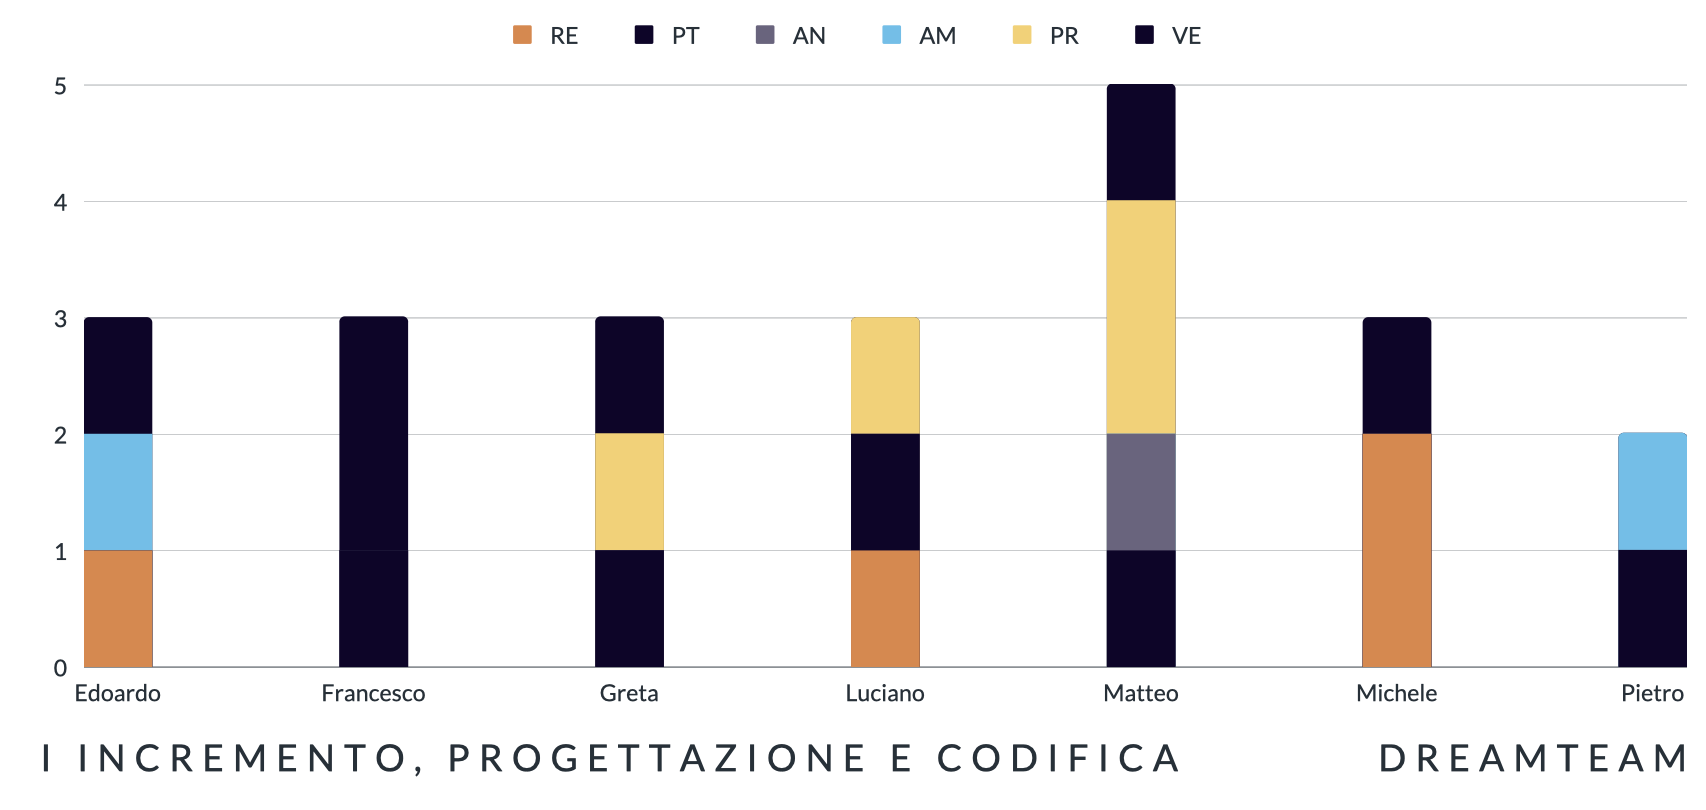 RE PT AN AM PR VE
5
4
3
2
1
0
Edoardo Francesco Greta Luciano Matteo Michele Pietro
I INCREMENTO, PROGETTAZIONE E CODIFICA DREAMTEAM